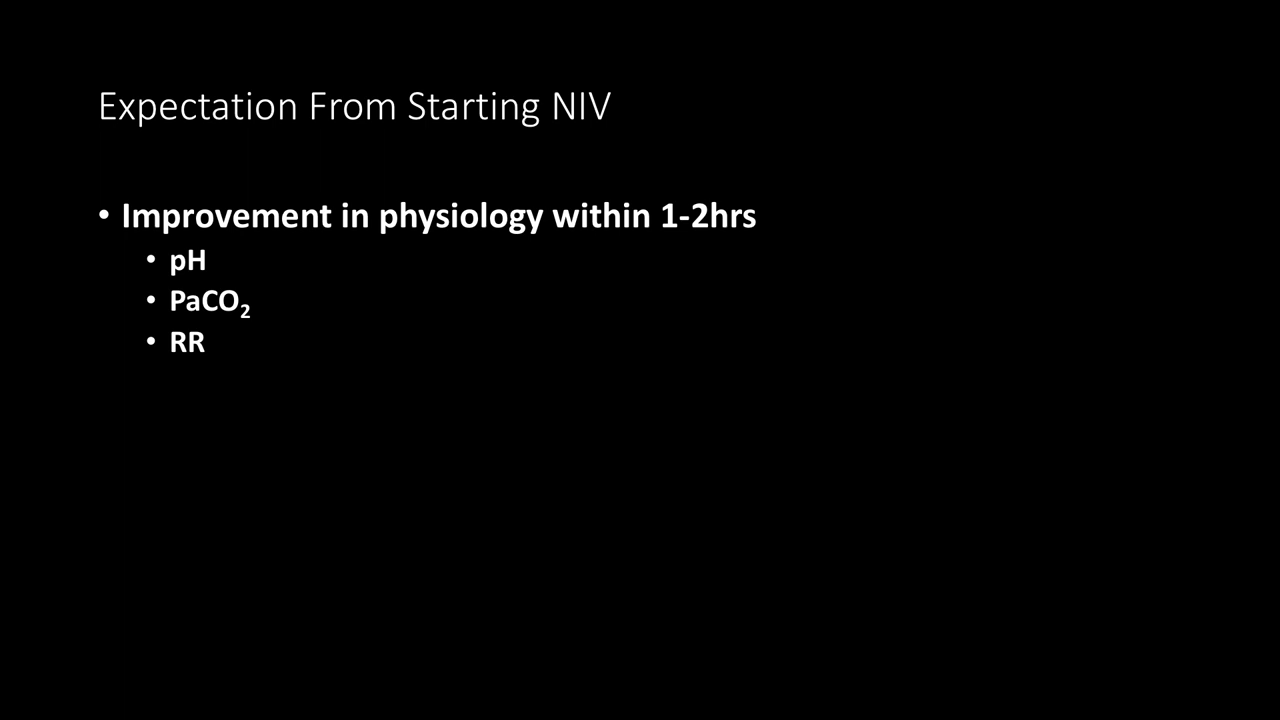 Expectation From Starting NIV
• Improvement in physiology within 1-2hrs
• pH
• PaCO₂
• RR